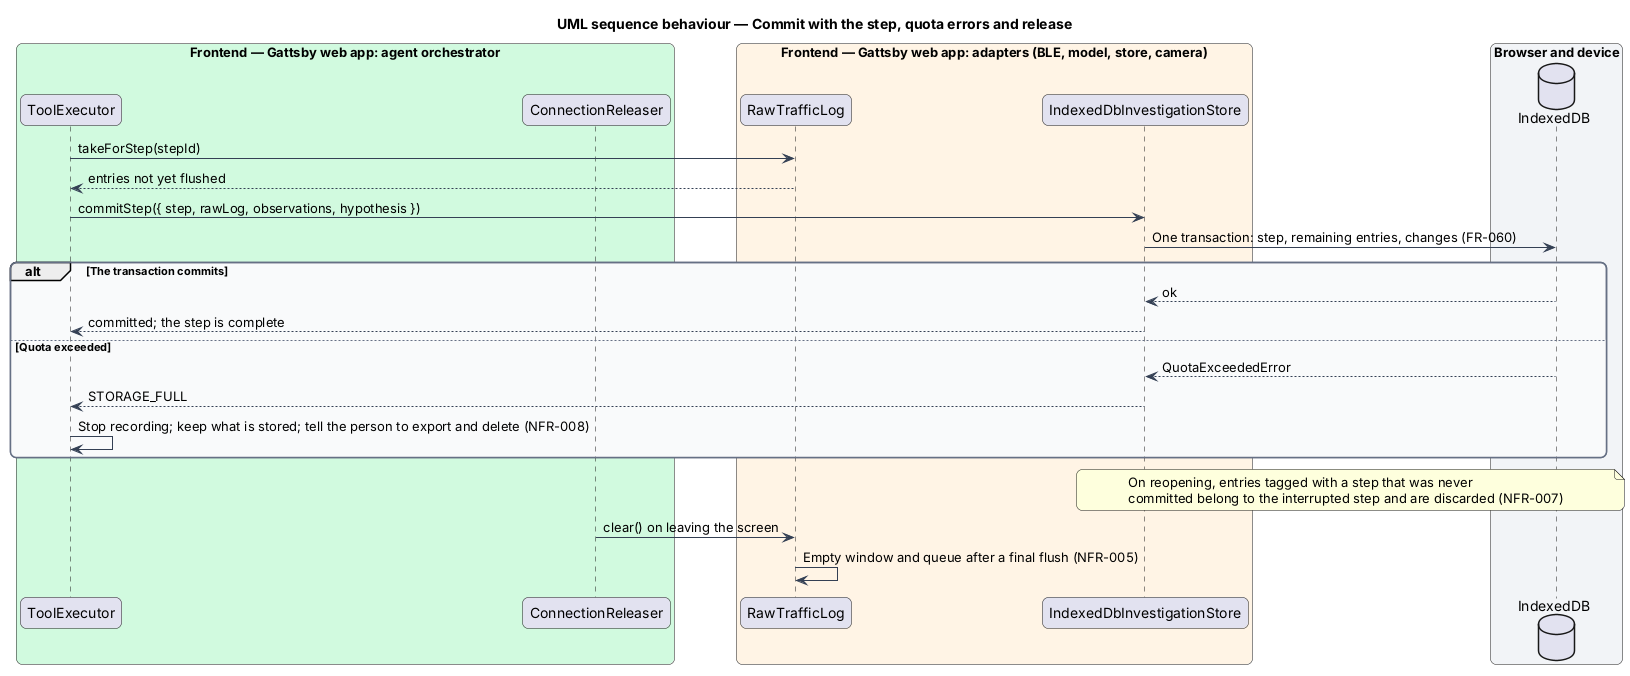 UML sequence behaviour — Commit with the step, quota errors and release
Frontend — Gattsby web app: agent orchestrator
Frontend — Gattsby web app: adapters (BLE, model, store, camera)
Browser and device
ToolExecutor
ConnectionReleaser
RawTrafficLog
IndexedDbInvestigationStore
IndexedDB
takeForStep(stepId)
entries not yet flushed
commitStep({ step, rawLog, observations, hypothesis })
One transaction: step, remaining entries, changes (FR-060)
alt
[The transaction commits]
ok
committed; the step is complete
[Quota exceeded]
QuotaExceededError
STORAGE_FULL
Stop recording; keep what is stored; tell the person to export and delete (NFR-008)
On reopening, entries tagged with a step that was never
committed belong to the interrupted step and are discarded (NFR-007)
clear() on leaving the screen
Empty window and queue after a final flush (NFR-005)
ToolExecutor
ConnectionReleaser
RawTrafficLog
IndexedDbInvestigationStore
IndexedDB